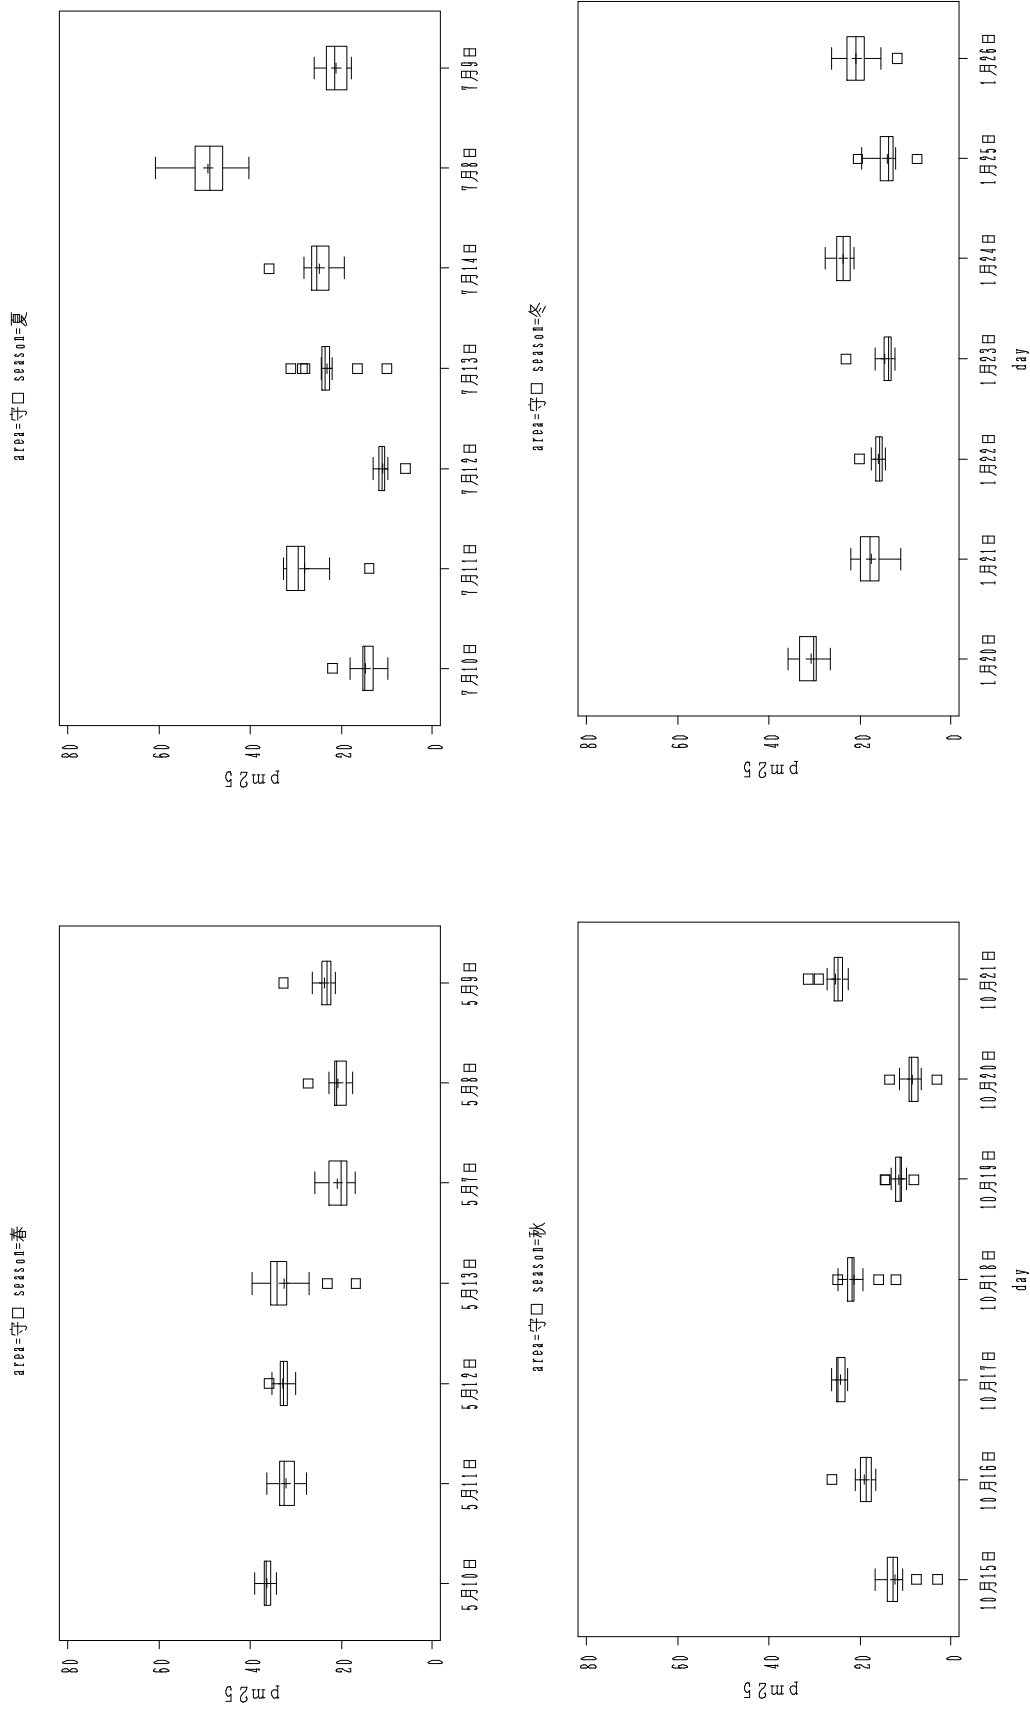 area=守口 season=春
80
60
40
20
0
pm25
5月10日 5月11日 5月12日 5月13日 5月7日 5月8日 5月9日
area=守口 season=夏
80
60
40
20
0
pm25
7月10日 7月11日 7月12日 7月13日 7月14日 7月8日 7月9日
area=守口 season=秋
80
60
40
20
0
pm25
10月15日 10月16日 10月17日 10月18日 10月19日 10月20日 10月21日
day
area=守口 season=冬
80
60
40
20
0
pm25
1月20日 1月21日 1月22日 1月23日 1月24日 1月25日 1月26日
day